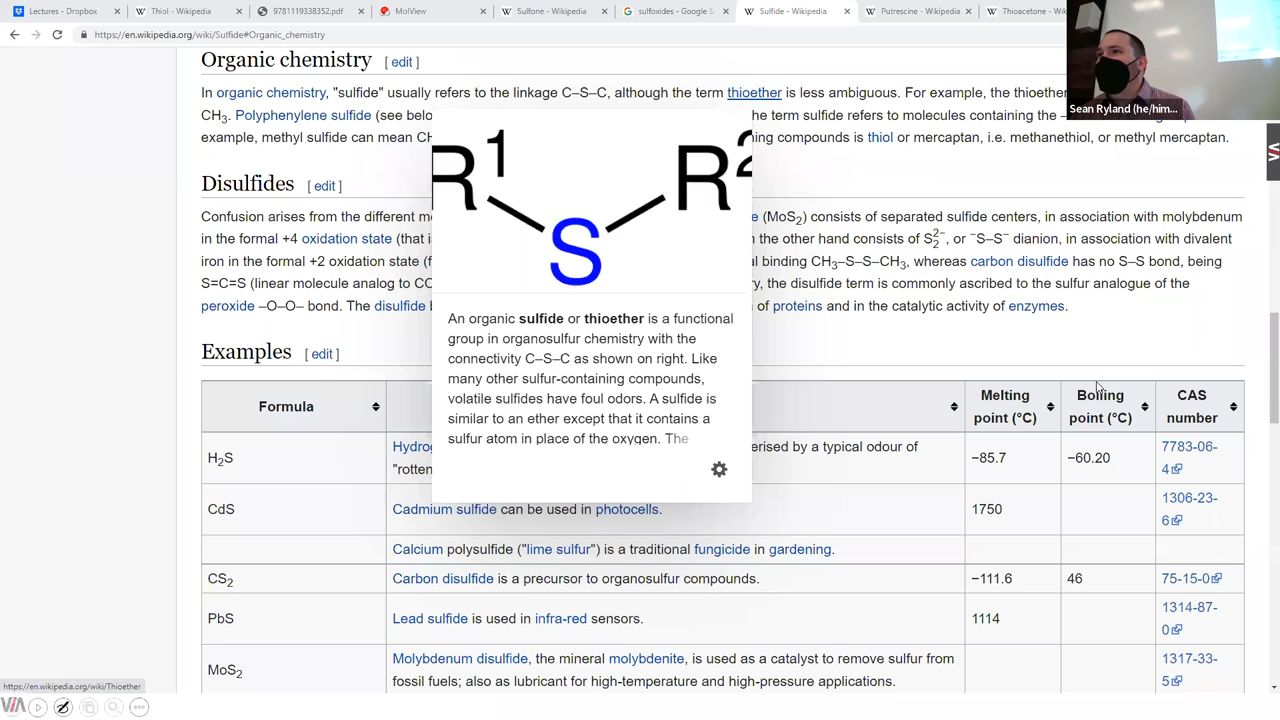 Lectures - Dropbox
Thiol - Wikipedia
9781119338352.pdf
MolView
Sulfone - Wikipedia
sulfoxides - Google S
Sulfide - Wikipedia
Putrescine - Wikipedia
Thioacetone - Wi
https://en.wikipedia.org/wiki/Sulfide#Organic_chemistry
Sean Ryland (he/him...
Organic chemistry [ edit ]
In organic chemistry, "sulfide" usually refers to the linkage C–S–C, although the term thioether is less ambiguous. For example, the thioethe
CH3. Polyphenylene sulfide (see belo he term sulfide refers to molecules containing the –
example, methyl sulfide can mean CH ning compounds is thiol or mercaptan, i.e. methanethiol, or methyl mercaptan.
R1 R2
S
Disulfides [ edit ]
Confusion arises from the different m e (MoS2) consists of separated sulfide centers, in association with molybdenum
in the formal +4 oxidation state (that i the other hand consists of S22−, or −S–S− dianion, in association with divalent
iron in the formal +2 oxidation state (f l binding CH3–S–S–CH3, whereas carbon disulfide has no S–S bond, being
S=C=S (linear molecule analog to CO ry, the disulfide term is commonly ascribed to the sulfur analogue of the
peroxide –O–O– bond. The disulfide b of proteins and in the catalytic activity of enzymes.
An organic sulfide or thioether is a functional
group in organosulfur chemistry with the
connectivity C–S–C as shown on right. Like
many other sulfur-containing compounds,
volatile sulfides have foul odors. A sulfide is
similar to an ether except that it contains a
sulfur atom in place of the oxygen. The
Examples [ edit ]
Formula Melting point (°C) Boiling point (°C) CAS number
H2S Hydrog erised by a typical odour of −85.7 −60.20 7783-06-4
"rotten
CdS Cadmium sulfide can be used in photocells. 1750 1306-23-6
Calcium polysulfide ("lime sulfur") is a traditional fungicide in gardening.
CS2 Carbon disulfide is a precursor to organosulfur compounds. −111.6 46 75-15-0
PbS Lead sulfide is used in infra-red sensors. 1114 1314-87-0
MoS2 Molybdenum disulfide, the mineral molybdenite, is used as a catalyst to remove sulfur from 1317-33-5
fossil fuels; also as lubricant for high-temperature and high-pressure applications.
https://en.wikipedia.org/wiki/Thioether